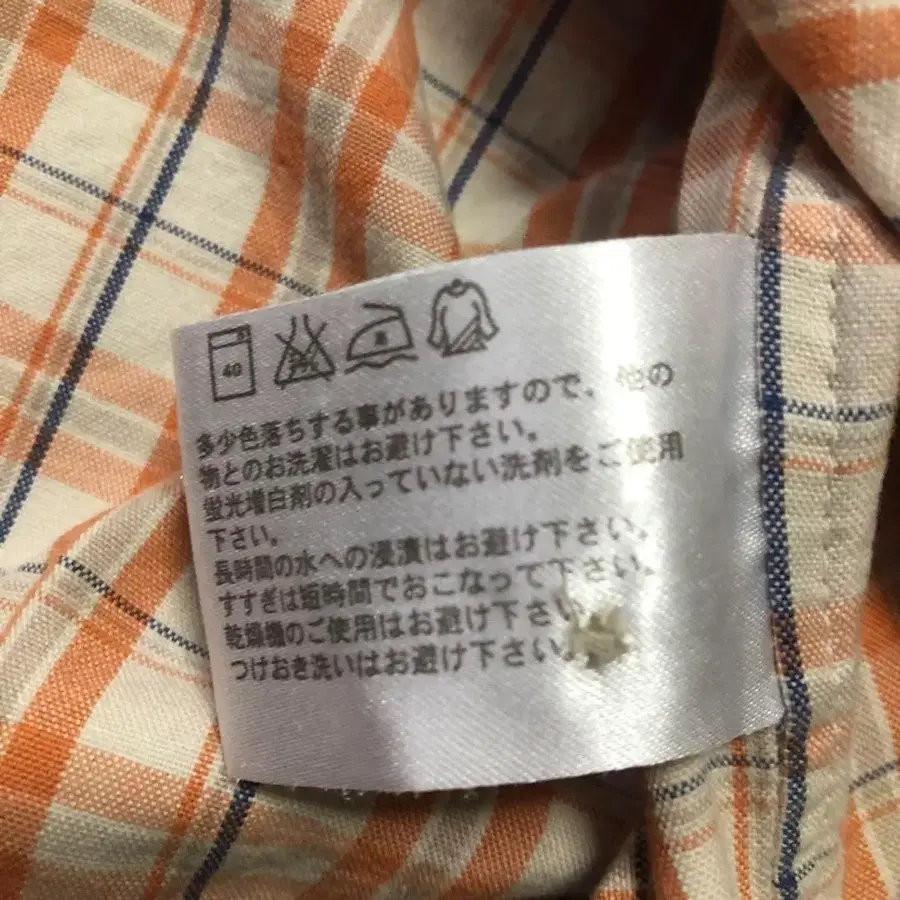 40
多少色落ちする事がありますので、他の
物とのお洗濯はお避け下さい。
蛍光増白剤の入っていない洗剤をご使用
下さい。
長時間の水への浸漬はお避け下さい。
すすぎは短時間でおこなって下さい。
乾燥機のご使用はお避け下さい
つけおき洗いはお避け下さい。